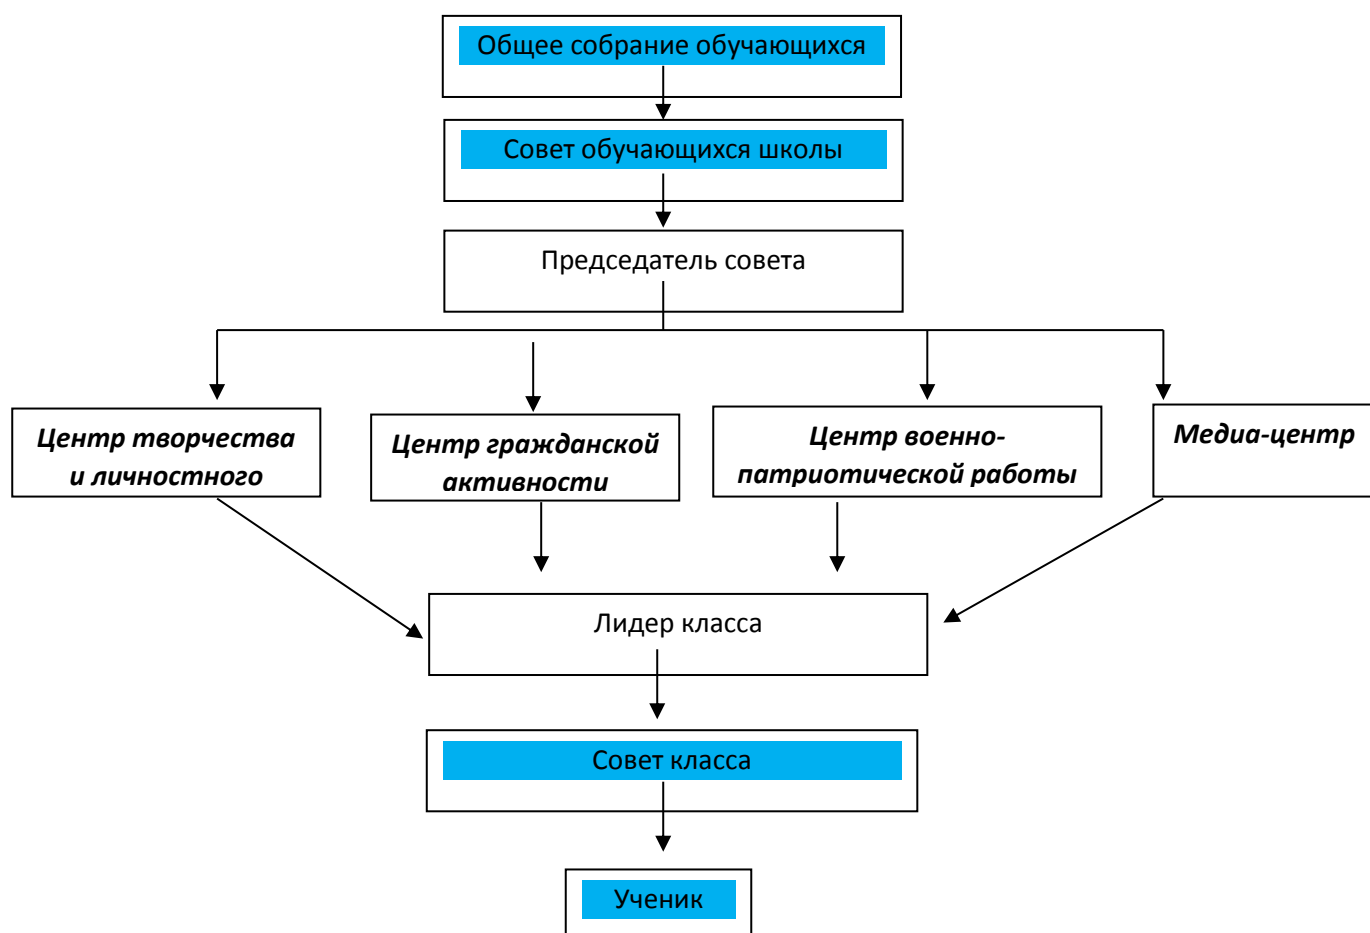 Общее собрание обучающихся
Совет обучающихся школы
Председатель совета
Центр творчества
и личностного
Центр гражданской
активности
Центр военно-
патриотической работы
Медиа-центр
Лидер класса
Совет класса
Ученик